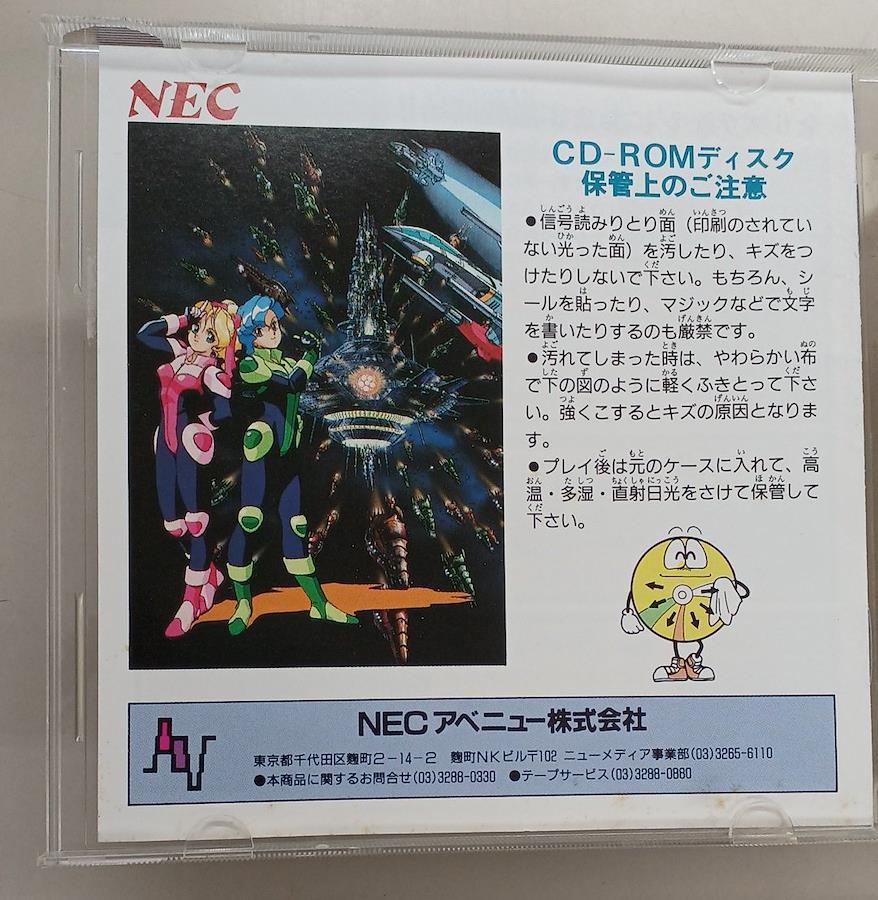 NEC
CD-ROMディスク
保管上のご注意
●信号読みりとり面（印刷のされてい
ない光った面）を汚したり、キズをつ
けたりしないで下さい。もちろん、シ
ールを貼ったり、マジックなどで文字
を書いたりするのも厳禁です。
●汚れてしまった時は、やわらかい布
で下の図のように軽くふきとって下さ
い。強くこするとキズの原因となりま
す。
●プレイ後は元のケースに入れて、高
温・多湿・直射日光をさけて保管して
下さい。
NECアベニュー株式会社
東京都千代田区麴町2-14-2 麴町NKビル〒102 ニューメディア事業部(03)3265-6110
●本商品に関するお問合せ(03)3288-0330 ●テープサービス(03)3288-0880